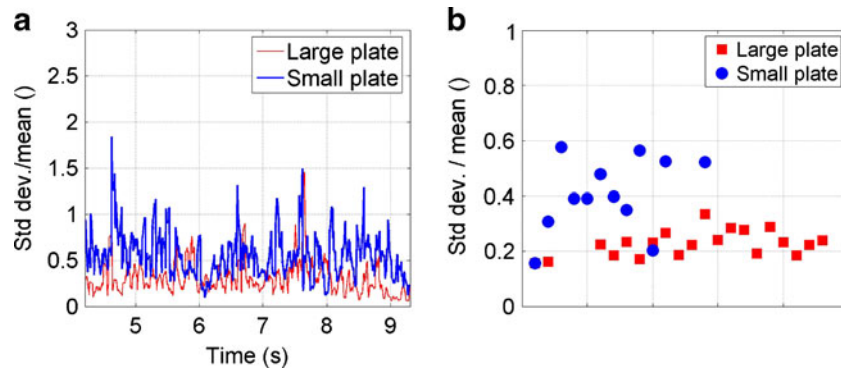 a
3
2.5
2
1.5
1
0.5
0
Std dev./mean ()
Large plate
Small plate
5 6 7 8 9
Time (s)
b
1
0.8
0.6
0.4
0.2
0
Std dev. / mean ()
Large plate
Small plate